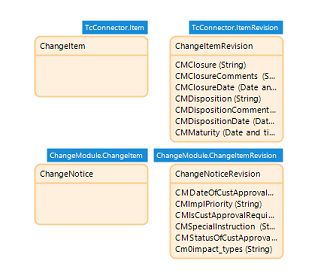 TcConnector.Item
ChangeItem
TcConnector.ItemRevision
ChangeItemRevision
CMClosure (String)
CMClosureComments (S...
CMClosureDate (Date an...
CMDisposition (String)
CMDispositionComment...
CMDispositionDate (Dat...
CMMaturity (Date and ti...
ChangeModule.ChangeItem
ChangeNotice
ChangeModule.ChangeItemRevision
ChangeNoticeRevision
CMDateOfCustApproval...
CMImplPriority (String)
CMIsCustApprovalRequi...
CMSpecialInstruction (St...
CMStatusOfCustApprova...
Cm0impact_types (String)